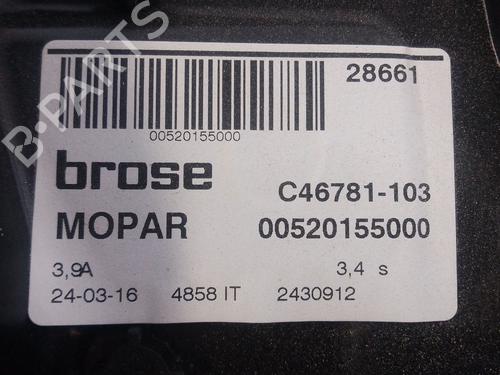 B-PARTS
28661
00520155000
brose
C46781-103
MOPAR 00520155000
3,9A 3,4 s
24-03-16 4858 IT 2430912